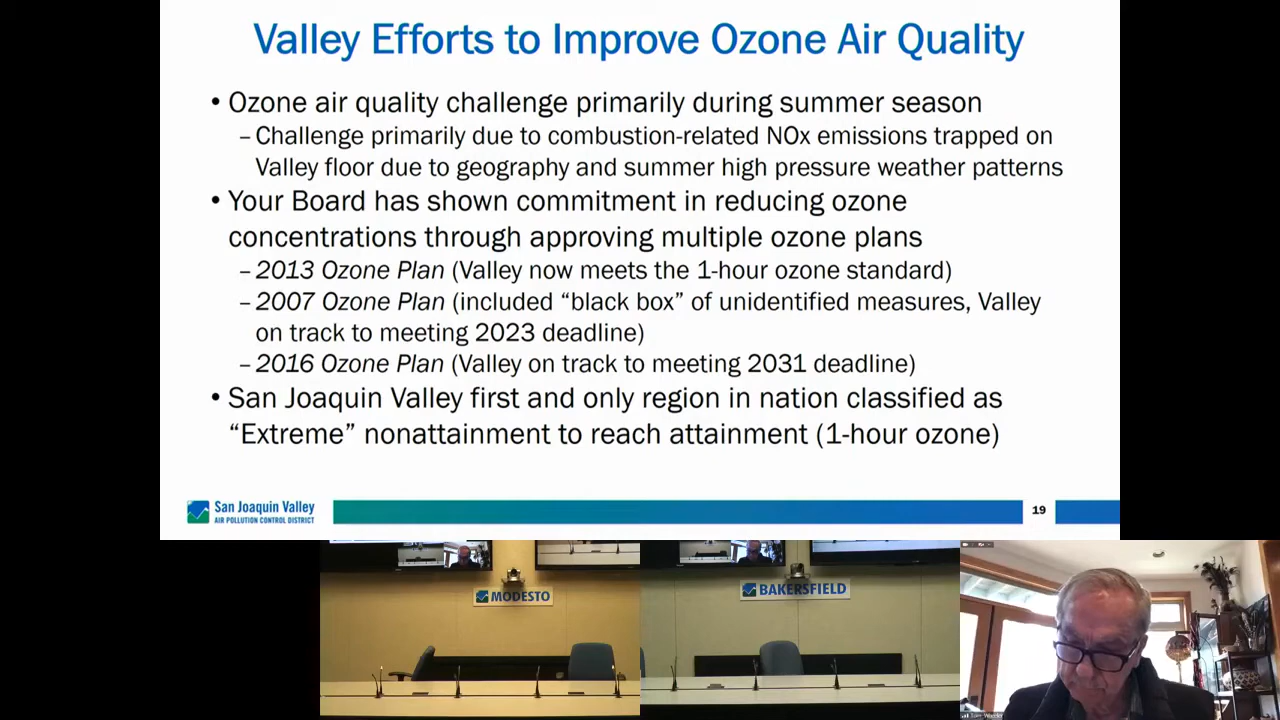 Valley Efforts to Improve Ozone Air Quality
• Ozone air quality challenge primarily during summer season
– Challenge primarily due to combustion-related NOx emissions trapped on
Valley floor due to geography and summer high pressure weather patterns
• Your Board has shown commitment in reducing ozone
concentrations through approving multiple ozone plans
– 2013 Ozone Plan (Valley now meets the 1-hour ozone standard)
– 2007 Ozone Plan (included “black box” of unidentified measures, Valley
on track to meeting 2023 deadline)
– 2016 Ozone Plan (Valley on track to meeting 2031 deadline)
• San Joaquin Valley first and only region in nation classified as
“Extreme” nonattainment to reach attainment (1-hour ozone)
San Joaquin Valley
AIR POLLUTION CONTROL DISTRICT
19
MODESTO
BAKERSFIELD
Tom Wheeler